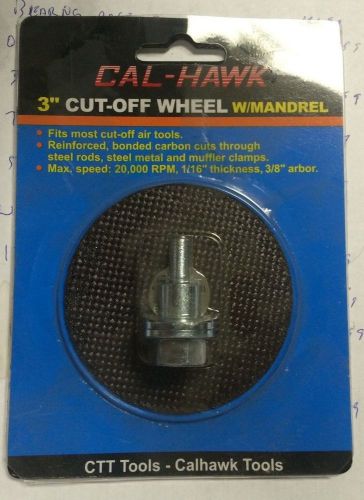 BEARING
CAL-HAWK
3" CUT-OFF WHEEL W/MANDREL
• Fits most cut-off air tools.
• Reinforced, bonded carbon cuts through
steel rods, steel metal and muffler clamps.
• Max, speed: 20,000 RPM, 1/16" thickness, 3/8" arbor.
CTT Tools - Calhawk Tools